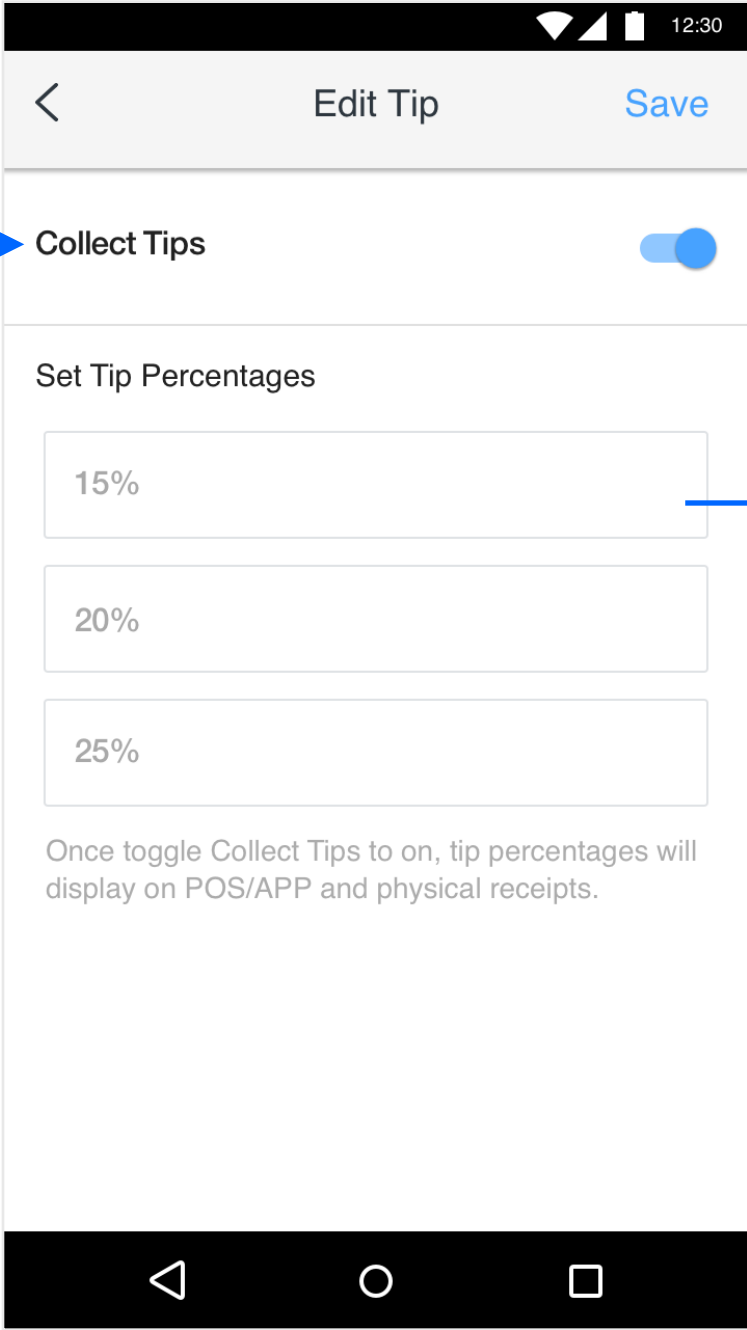 12:30
Edit Tip Save
Collect Tips
Set Tip Percentages
15%
20%
25%
Once toggle Collect Tips to on, tip percentages will
display on POS/APP and physical receipts.